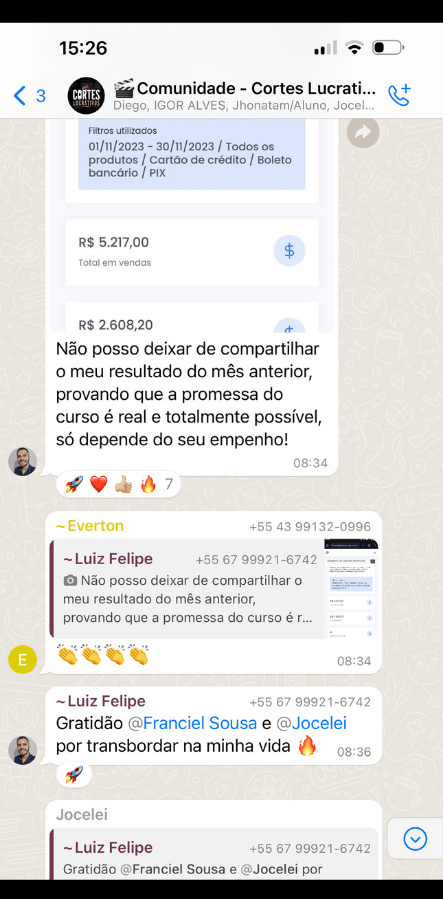 15:26
3
CORTES
LUCRATIVOS
🎬Comunidade - Cortes Lucrati...
Diego, IGOR ALVES, Jhonatam/Aluno, Jocel...
Filtros utilizados
01/11/2023 - 30/11/2023 / Todos os
produtos / Cartão de crédito / Boleto
bancário / PIX
R$ 5.217,00
Total em vendas
$
R$ 2.608,20
Não posso deixar de compartilhar
o meu resultado do mês anterior,
provando que a promessa do
curso é real e totalmente possível,
só depende do seu empenho!
08:34
🚀 ❤️ 👍🏼 🔥 7
~Everton +55 43 99132-0996
~Luiz Felipe +55 67 99921-6742
📷 Não posso deixar de compartilhar o
meu resultado do mês anterior,
provando que a promessa do curso é r...
E
👏👏👏👏 08:34
~Luiz Felipe +55 67 99921-6742
Gratidão @Franciel Sousa e @Jocelei
por transbordar na minha vida 🔥 08:36
🚀
Jocelei
~Luiz Felipe +55 67 99921-6742
Gratidão @Franciel Sousa e @Jocelei por